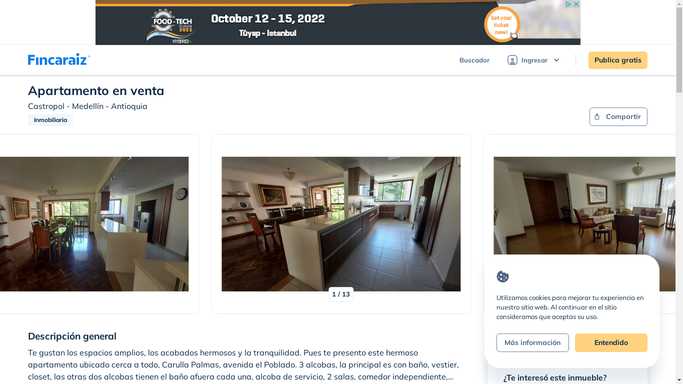 FOOD-TECH
October 12 - 15, 2022
Tüyap - Istanbul
Get your
ticket
now!
Fincaraiz
Buscador
Ingresar
Publica gratis
Apartamento en venta
Castropol - Medellín - Antioquia
Inmobiliaria
Compartir
1 / 13
Utilizamos cookies para mejorar tu experiencia en
nuestro sitio web. Al continuar en el sitio
consideramos que aceptas su uso.
Más información
Entendido
Descripción general
Te gustan los espacios amplios, los acabados hermosos y la tranquilidad. Pues te presento este hermoso
apartamento ubicado cerca a todo, Carulla Palmas, avenida el Poblado. 3 alcobas, la principal es con baño, vestier,
closet, las otras dos alcobas tienen el baño afuera cada una, alcoba de servicio, 2 salas, comedor independiente,...
¿Te interesó este inmueble?